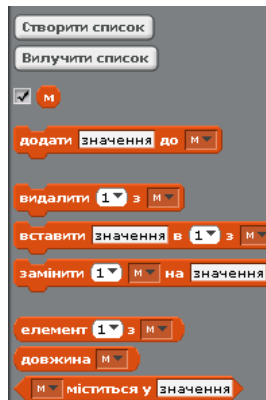 Створити список
Вилучити список
м
додати значення до м
видалити 1 з м
вставити значення в 1 з м
замінити 1 м на значення
елемент 1 з м
довжина м
м міститься у значення